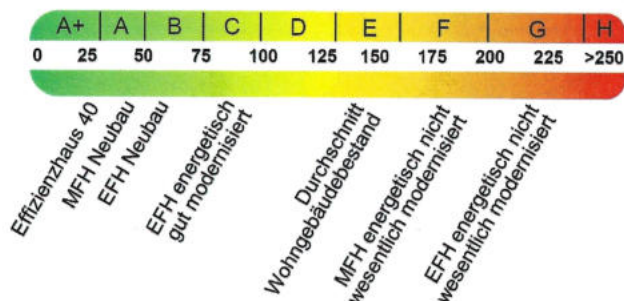 A+ A B C D E F G H
0 25 50 75 100 125 150 175 200 225 >250
Effizienzhaus 40
MFH Neubau
EFH Neubau
EFH energetisch
gut modernisiert
Durchschnitt
Wohngebäudebestand
MFH energetisch nicht
wesentlich modernisiert
EFH energetisch nicht
wesentlich modernisiert